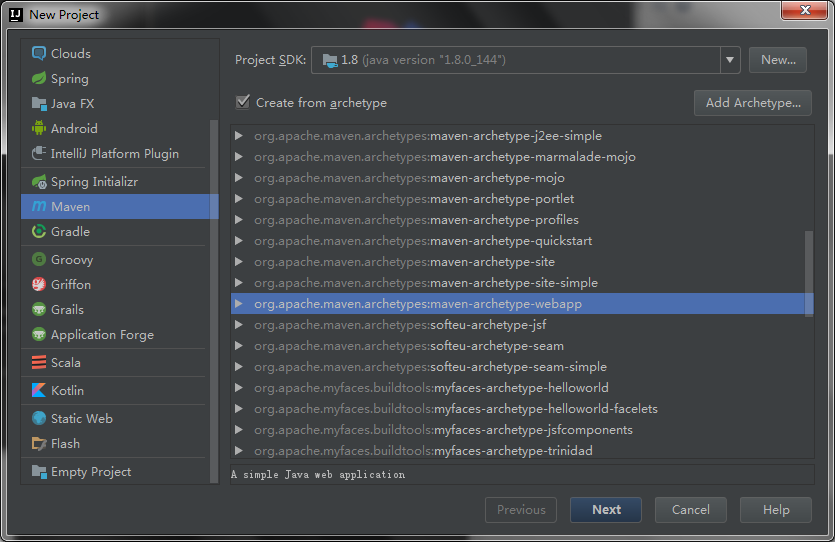 New Project
Clouds
Spring
Java FX
Android
IntelliJ Platform Plugin
Spring Initializr
Maven
Gradle
Groovy
Griffon
Grails
Application Forge
Scala
Kotlin
Static Web
Flash
Empty Project
Project SDK: 1.8 (java version "1.8.0_144") New...
Create from archetype Add Archetype...
org.apache.maven.archetypes:maven-archetype-j2ee-simple
org.apache.maven.archetypes:maven-archetype-marmalade-mojo
org.apache.maven.archetypes:maven-archetype-mojo
org.apache.maven.archetypes:maven-archetype-portlet
org.apache.maven.archetypes:maven-archetype-profiles
org.apache.maven.archetypes:maven-archetype-quickstart
org.apache.maven.archetypes:maven-archetype-site
org.apache.maven.archetypes:maven-archetype-site-simple
org.apache.maven.archetypes:maven-archetype-webapp
org.apache.maven.archetypes:softeu-archetype-jsf
org.apache.maven.archetypes:softeu-archetype-seam
org.apache.maven.archetypes:softeu-archetype-seam-simple
org.apache.myfaces.buildtools:myfaces-archetype-helloworld
org.apache.myfaces.buildtools:myfaces-archetype-helloworld-facelets
org.apache.myfaces.buildtools:myfaces-archetype-jsfcomponents
org.apache.myfaces.buildtools:myfaces-archetype-trinidad
A simple Java web application
Previous Next Cancel Help